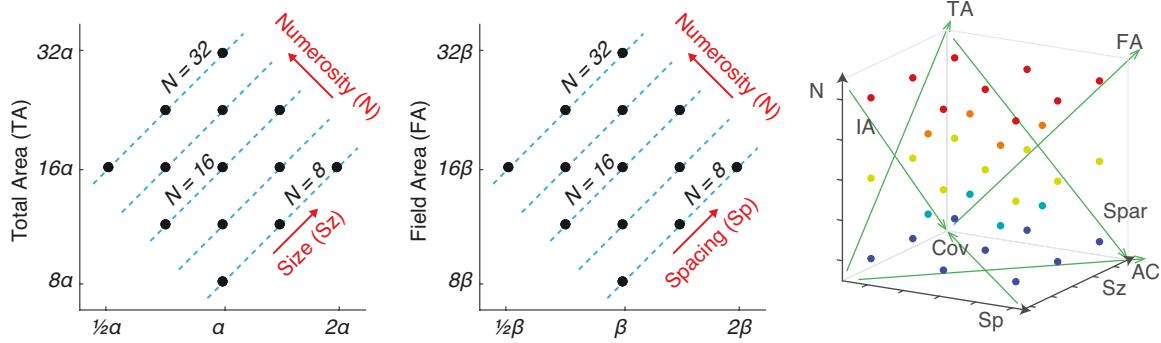 Total Area (TA)
32α
16α
8α
½α
α
2α
N = 32
N = 16
N = 8
Numerosity (N)
Size (Sz)
Field Area (FA)
32β
16β
8β
½β
β
2β
N = 32
N = 16
N = 8
Numerosity (N)
Spacing (Sp)
TA
FA
N
IA
Cov
Spar
AC
Sz
Sp